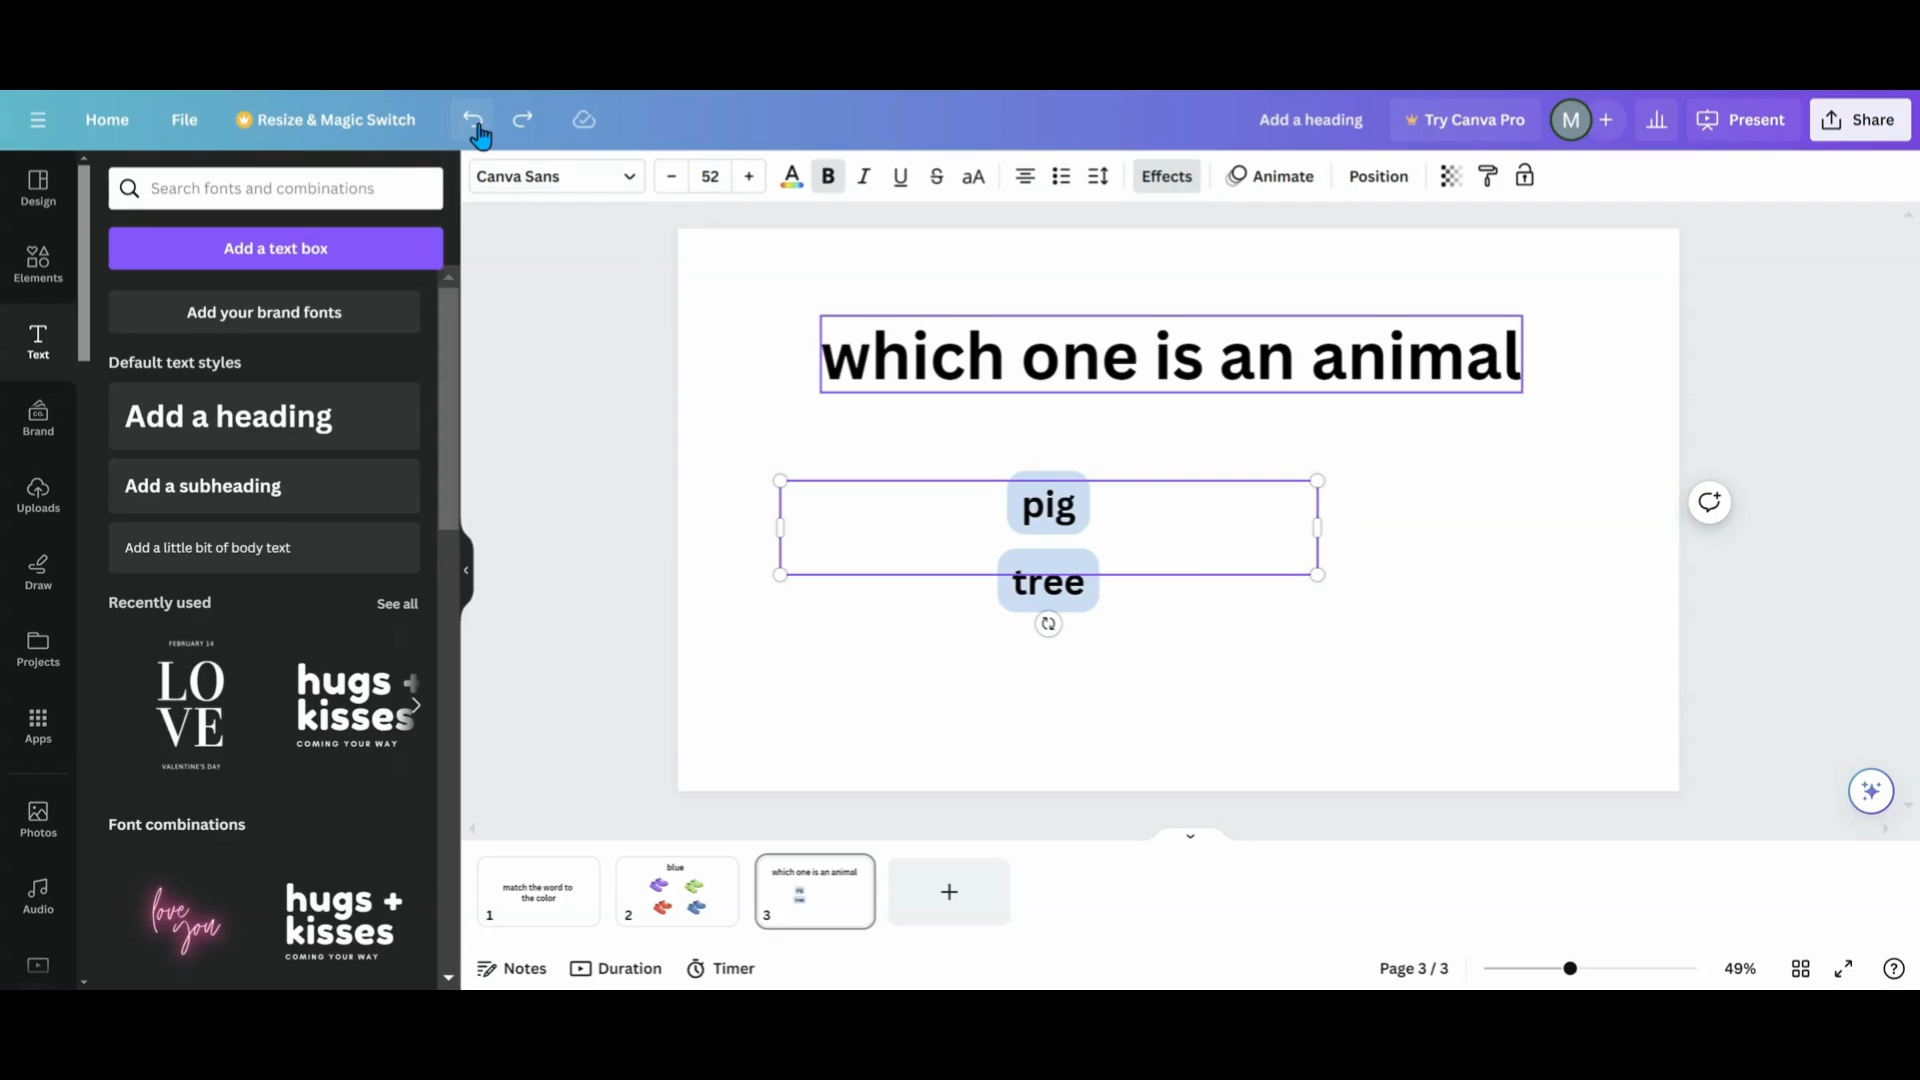 Home File Resize & Magic Switch Add a heading Try Canva Pro M Share Present
Canva Sans 52 A B I U S aA Effects Animate Position
Design
Elements
Text
Brand
Uploads
Draw
Projects
Apps
Photos
Audio
Search fonts and combinations
Add a text box
Add your brand fonts
Default text styles
Add a heading
Add a subheading
Add a little bit of body text
Recently used See all
FEBRUARY 14
LO
VE
VALENTINE'S DAY
hugs +
kisses
COMING YOUR WAY
Font combinations
love
you
hugs +
kisses
COMING YOUR WAY
which one is an animal
pig
tree
match the word to
the color
1
blue
2
which one is an animal
pig
tree
3
Notes Duration Timer
Page 3 / 3 49%